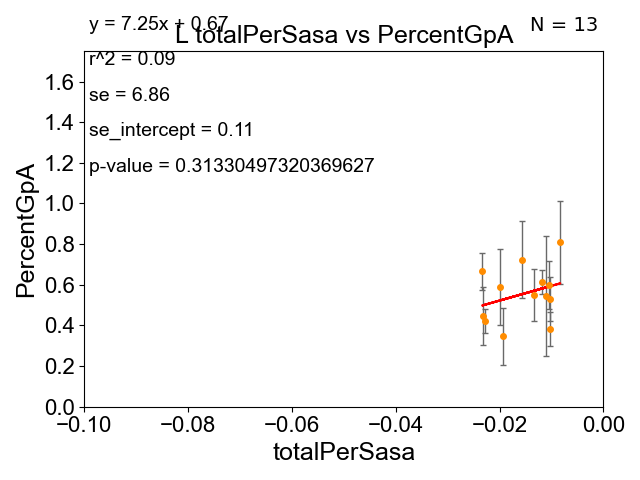 y = 7.25x + 0.67
N = 13
L totalPerSasa vs PercentGpA
r^2 = 0.09
se = 6.86
se_intercept = 0.11
p-value = 0.31330497320369627
PercentGpA
1.6
1.4
1.2
1.0
0.8
0.6
0.4
0.2
0.0
−0.10 −0.08 −0.06 −0.04 −0.02 0.00
totalPerSasa